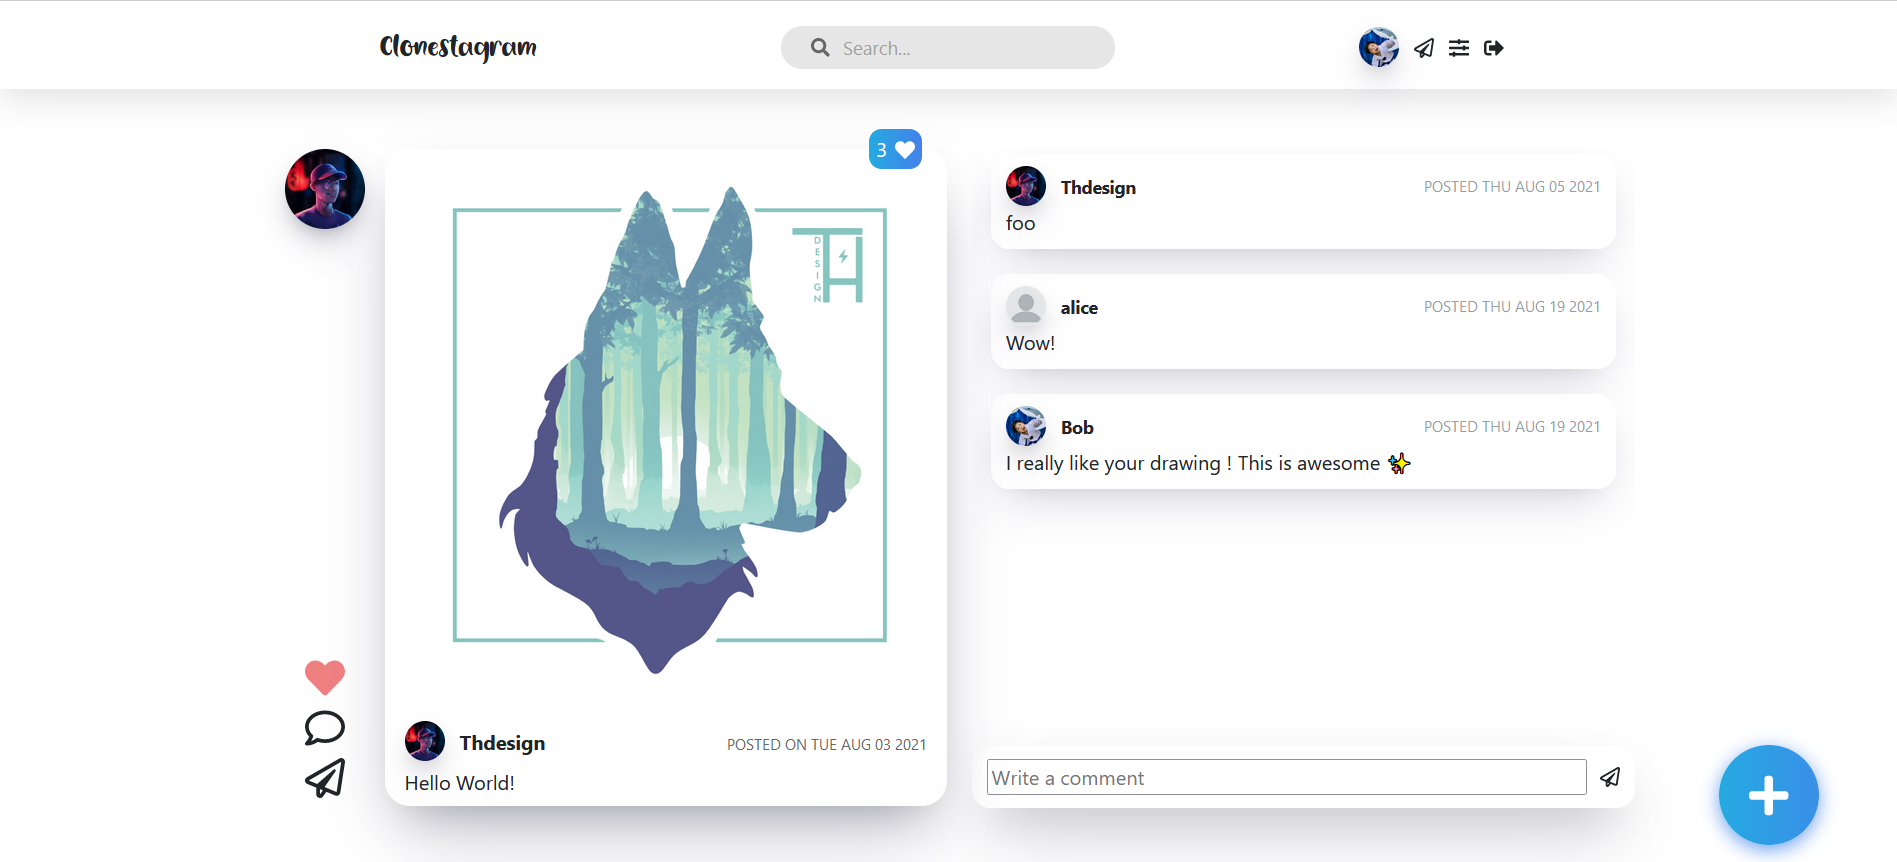 Clonestagram
Search...
3
DESIGN
TH
Thdesign
POSTED ON TUE AUG 03 2021
Hello World!
Thdesign
POSTED THU AUG 05 2021
foo
alice
POSTED THU AUG 19 2021
Wow!
Bob
POSTED THU AUG 19 2021
I really like your drawing ! This is awesome ✨
Write a comment